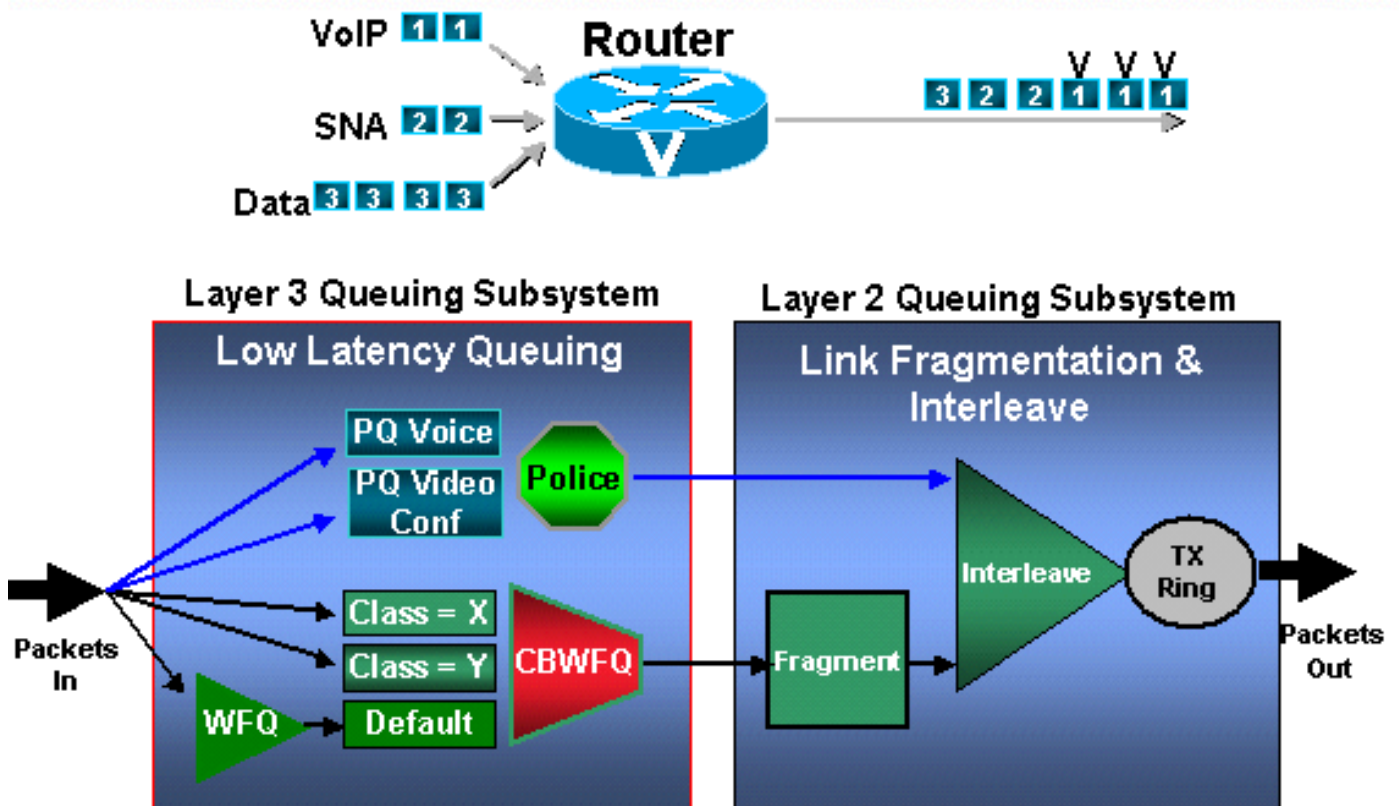 VoIP 1 1
Router
V V V
3 2 2 1 1 1
SNA 2 2
V
Data 3 3 3 3
Layer 3 Queuing Subsystem
Low Latency Queuing
PQ Voice
PQ Video
Conf
Police
Packets
In
Class = X
Class = Y
CBWFQ
WFQ
Default
Layer 2 Queuing Subsystem
Link Fragmentation &
Interleave
Fragment
Interleave
TX
Ring
Packets
Out